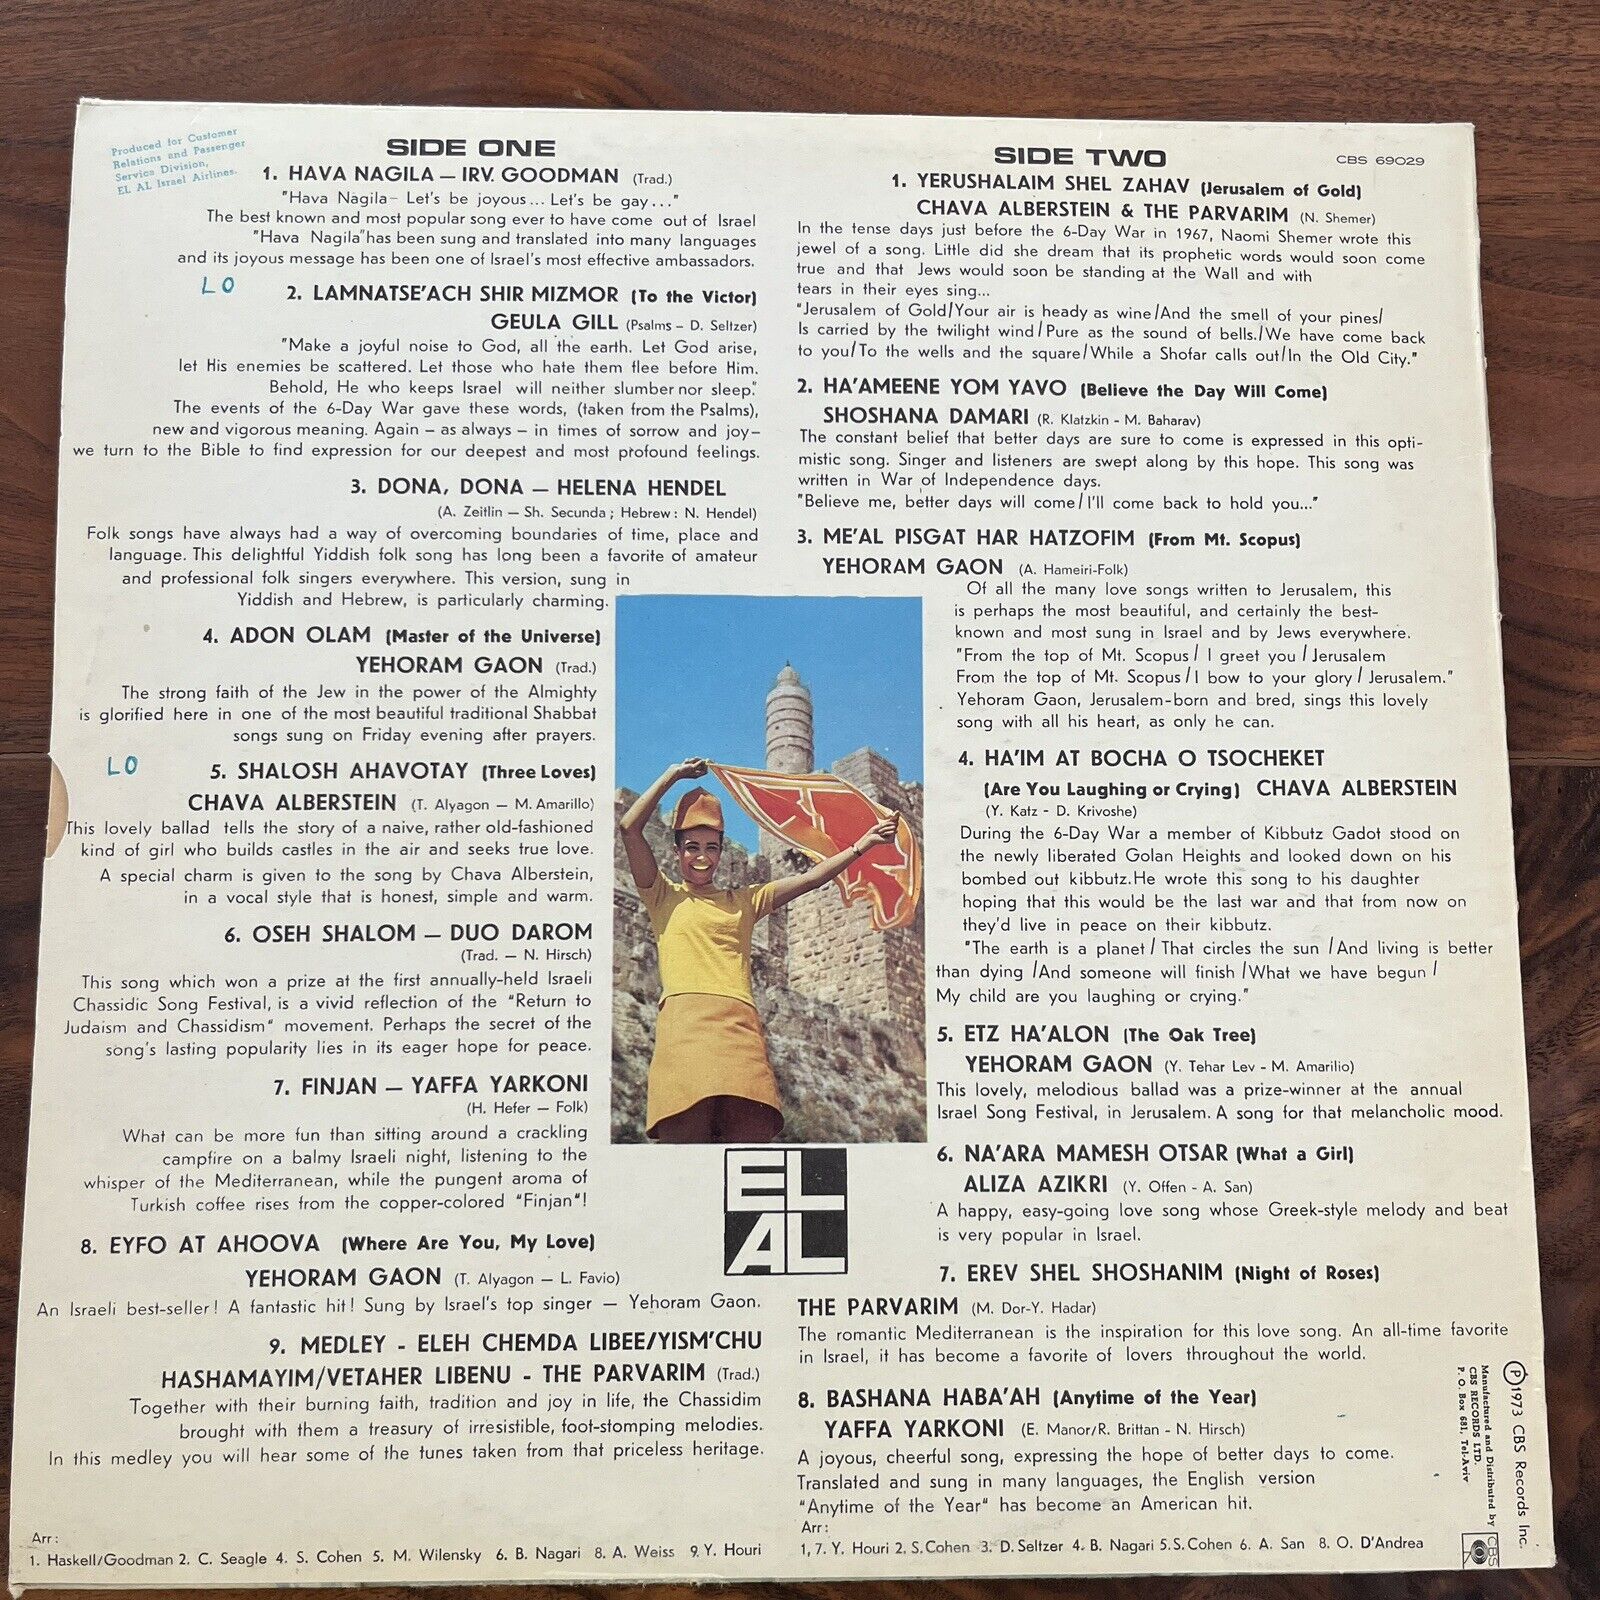 Produced for Customer
Relations and Passenger
Service Division,
EL AL Israel Airlines.
SIDE ONE
1. HAVA NAGILA – IRV. GOODMAN (Trad.)
"Hava Nagila– Let's be joyous... Let's be gay..."
The best known and most popular song ever to have come out of Israel
"Hava Nagila"has been sung and translated into many languages
and its joyous message has been one of Israel's most effective ambassadors.
LO
2. LAMNATSE'ACH SHIR MIZMOR (To the Victor)
GEULA GILL (Psalms – D. Seltzer)
"Make a joyful noise to God, all the earth. Let God arise,
let His enemies be scattered. Let those who hate them flee before Him.
Behold, He who keeps Israel will neither slumber nor sleep."
The events of the 6-Day War gave these words, (taken from the Psalms),
new and vigorous meaning. Again – as always – in times of sorrow and joy–
we turn to the Bible to find expression for our deepest and most profound feelings.
3. DONA, DONA – HELENA HENDEL
(A. Zeitlin – Sh. Secunda ; Hebrew : N. Hendel)
Folk songs have always had a way of overcoming boundaries of time, place and
language. This delightful Yiddish folk song has long been a favorite of amateur
and professional folk singers everywhere. This version, sung in
Yiddish and Hebrew, is particularly charming.
4. ADON OLAM (Master of the Universe)
YEHORAM GAON (Trad.)
The strong faith of the Jew in the power of the Almighty
is glorified here in one of the most beautiful traditional Shabbat
songs sung on Friday evening after prayers.
LO
5. SHALOSH AHAVOTAY (Three Loves)
CHAVA ALBERSTEIN (T. Alyagon – M. Amarillo)
This lovely ballad tells the story of a naive, rather old-fashioned
kind of girl who builds castles in the air and seeks true love.
A special charm is given to the song by Chava Alberstein,
in a vocal style that is honest, simple and warm.
6. OSEH SHALOM – DUO DAROM
(Trad. – N. Hirsch)
This song which won a prize at the first annually-held Israeli
Chassidic Song Festival, is a vivid reflection of the "Return to
Judaism and Chassidism" movement. Perhaps the secret of the
song's lasting popularity lies in its eager hope for peace.
7. FINJAN – YAFFA YARKONI
(H. Hefer – Folk)
What can be more fun than sitting around a crackling
campfire on a balmy Israeli night, listening to the
whisper of the Mediterranean, while the pungent aroma of
Turkish coffee rises from the copper-colored "Finjan"!
8. EYFO AT AHOOVA (Where Are You, My Love)
YEHORAM GAON (T. Alyagon – L. Favio)
An Israeli best-seller! A fantastic hit! Sung by Israel's top singer – Yehoram Gaon.
9. MEDLEY - ELEH CHEMDA LIBEE/YISM'CHU
HASHAMAYIM/VETAHER LIBENU - THE PARVARIM (Trad.)
Together with their burning faith, tradition and joy in life, the Chassidim
brought with them a treasury of irresistible, foot-stomping melodies.
In this medley you will hear some of the tunes taken from that priceless heritage.
Arr :
1. Haskell/Goodman 2. C. Seagle 4. S. Cohen 5. M. Wilensky 6. B. Nagari 8. A. Weiss 9. Y. Houri
EL
AL
SIDE TWO
CBS 69029
1. YERUSHALAIM SHEL ZAHAV (Jerusalem of Gold)
CHAVA ALBERSTEIN & THE PARVARIM (N. Shemer)
In the tense days just before the 6-Day War in 1967, Naomi Shemer wrote this
jewel of a song. Little did she dream that its prophetic words would soon come
true and that Jews would soon be standing at the Wall and with
tears in their eyes sing...
"Jerusalem of Gold/Your air is heady as wine/And the smell of your pines/
Is carried by the twilight wind/Pure as the sound of bells./We have come back
to you/To the wells and the square/While a Shofar calls out/In the Old City."
2. HA'AMEENE YOM YAVO (Believe the Day Will Come)
SHOSHANA DAMARI (R. Klatzkin - M. Baharav)
The constant belief that better days are sure to come is expressed in this opti-
mistic song. Singer and listeners are swept along by this hope. This song was
written in War of Independence days.
"Believe me, better days will come/I'll come back to hold you..."
3. ME'AL PISGAT HAR HATZOFIM (From Mt. Scopus)
YEHORAM GAON (A. Hameiri-Folk)
Of all the many love songs written to Jerusalem, this
is perhaps the most beautiful, and certainly the best-
known and most sung in Israel and by Jews everywhere.
"From the top of Mt. Scopus/ I greet you / Jerusalem
From the top of Mt. Scopus/I bow to your glory/ Jerusalem."
Yehoram Gaon, Jerusalem-born and bred, sings this lovely
song with all his heart, as only he can.
4. HA'IM AT BOCHA O TSOCHEKET
(Are You Laughing or Crying) CHAVA ALBERSTEIN
(Y. Katz - D. Krivoshe)
During the 6-Day War a member of Kibbutz Gadot stood on
the newly liberated Golan Heights and looked down on his
bombed out kibbutz.He wrote this song to his daughter
hoping that this would be the last war and that from now on
they'd live in peace on their kibbutz.
"The earth is a planet/ That circles the sun /And living is better
than dying /And someone will finish /What we have begun /
My child are you laughing or crying."
5. ETZ HA'ALON (The Oak Tree)
YEHORAM GAON (Y. Tehar Lev - M. Amarilio)
This lovely, melodious ballad was a prize-winner at the annual
Israel Song Festival, in Jerusalem. A song for that melancholic mood.
6. NA'ARA MAMESH OTSAR (What a Girl)
ALIZA AZIKRI (Y. Offen - A. San)
A happy, easy-going love song whose Greek-style melody and beat
is very popular in Israel.
7. EREV SHEL SHOSHANIM (Night of Roses)
THE PARVARIM (M. Dor-Y. Hadar)
The romantic Mediterranean is the inspiration for this love song. An all-time favorite
in Israel, it has become a favorite of lovers throughout the world.
8. BASHANA HABA'AH (Anytime of the Year)
YAFFA YARKONI (E. Manor/R. Brittan - N. Hirsch)
A joyous, cheerful song, expressing the hope of better days to come.
Translated and sung in many languages, the English version
"Anytime of the Year" has become an American hit.
Arr:
1, 7. Y. Houri 2. S.Cohen 3. D. Seltzer 4. B. Nagari 5.S. Cohen 6. A. San 8. O. D'Andrea
Ⓟ1973 CBS Records Inc.
Manufactured and Distributed by
CBS RECORDS LTD.
P. O. Box 681, Tel-Aviv
CBS